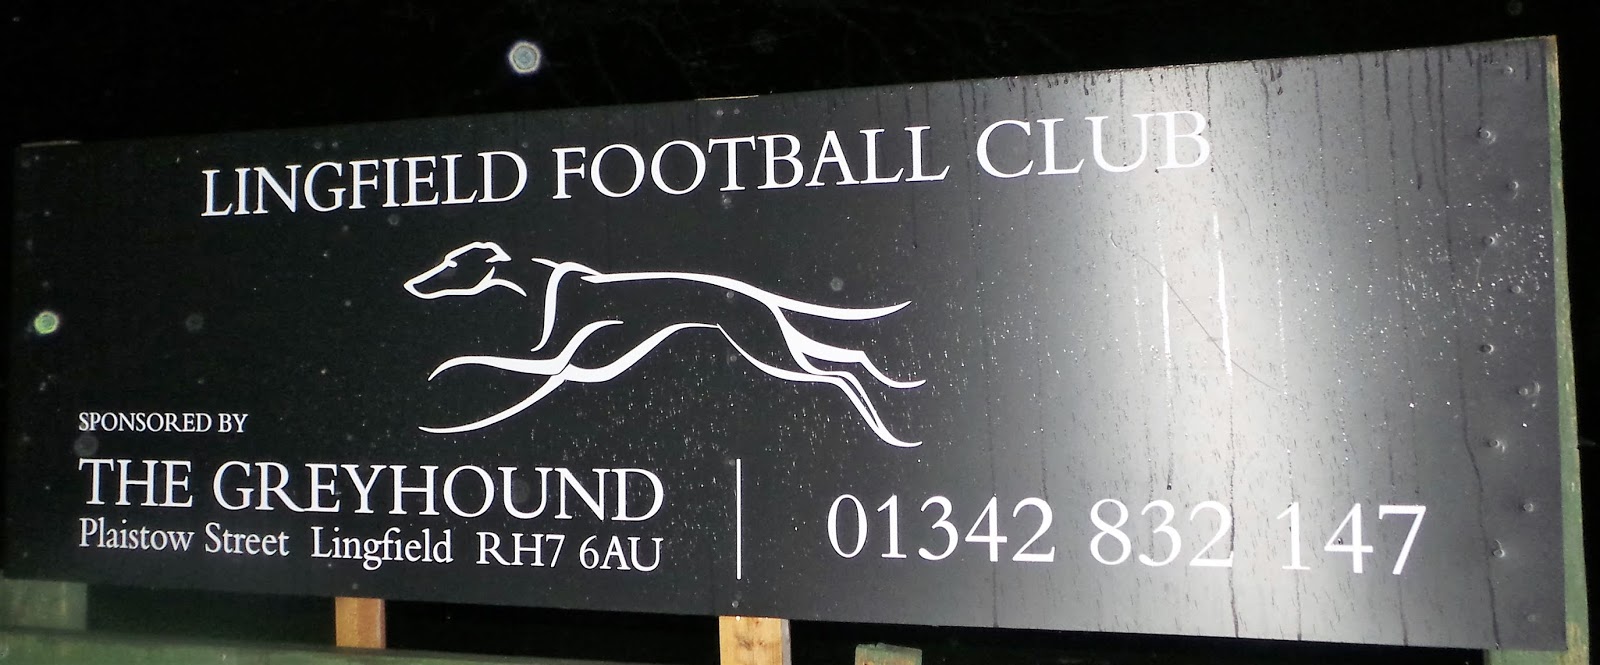 LINGFIELD FOOTBALL CLUB
SPONSORED BY
THE GREYHOUND
Plaistow Street Lingfield RH7 6AU
01342 832 147